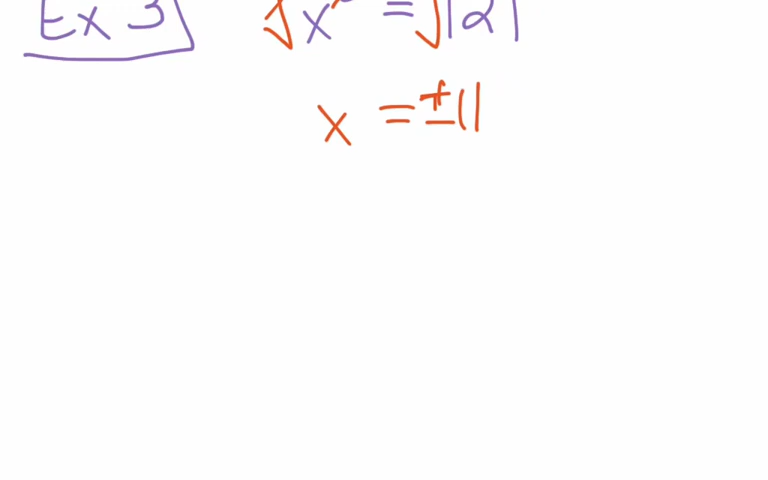 Ex 3 √x² = √121
x = ±11